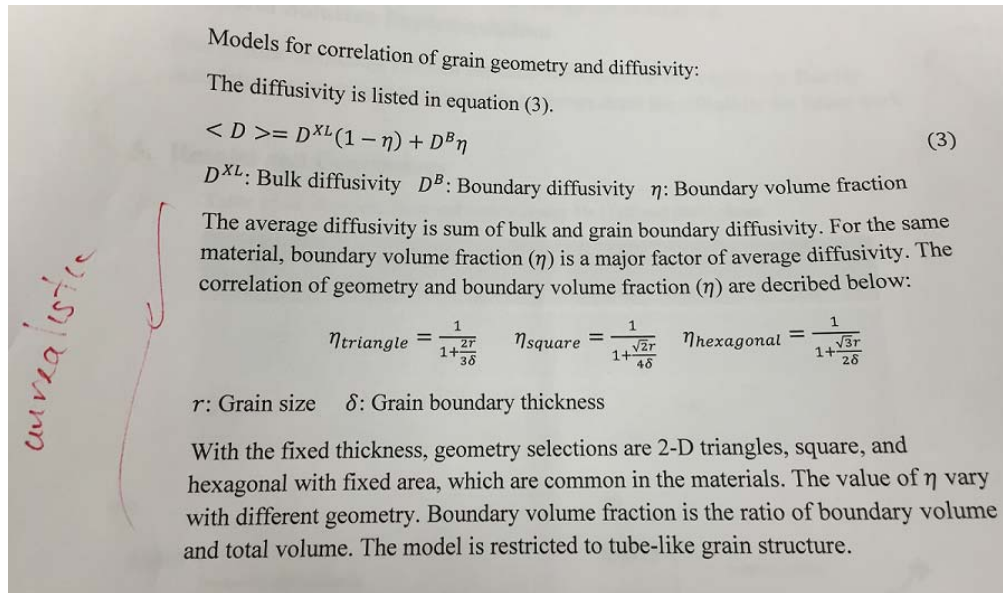 Models for correlation of grain geometry and diffusivity:
The diffusivity is listed in equation (3).
< D >= D^XL(1 − η) + D^Bη (3)
D^XL: Bulk diffusivity D^B: Boundary diffusivity η: Boundary volume fraction
The average diffusivity is sum of bulk and grain boundary diffusivity. For the same
material, boundary volume fraction (η) is a major factor of average diffusivity. The
correlation of geometry and boundary volume fraction (η) are decribed below:
η_triangle = 1/(1+2r/3δ) η_square = 1/(1+√2r/4δ) η_hexagonal = 1/(1+√3r/2δ)
r: Grain size δ: Grain boundary thickness
With the fixed thickness, geometry selections are 2-D triangles, square, and
hexagonal with fixed area, which are common in the materials. The value of η vary
with different geometry. Boundary volume fraction is the ratio of boundary volume
and total volume. The model is restricted to tube-like grain structure.
unrealistic